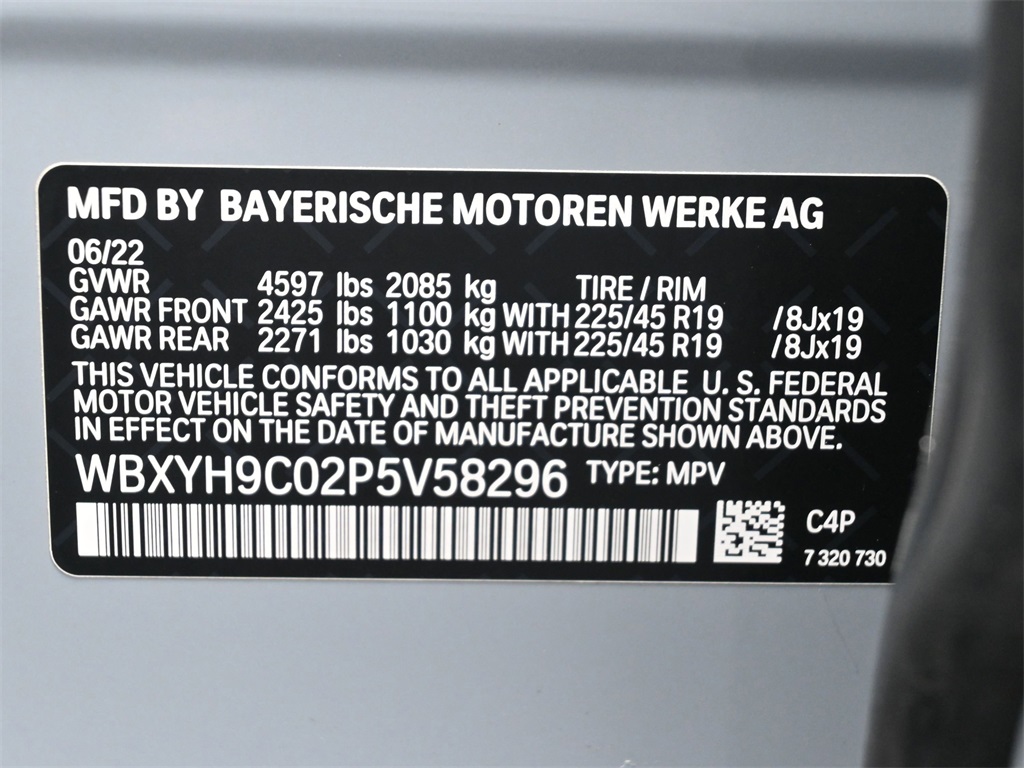 MFD BY BAYERISCHE MOTOREN WERKE AG
06/22
GVWR 4597 lbs 2085 kg TIRE / RIM
GAWR FRONT 2425 lbs 1100 kg WITH 225/45 R19 /8Jx19
GAWR REAR 2271 lbs 1030 kg WITH 225/45 R19 /8Jx19
THIS VEHICLE CONFORMS TO ALL APPLICABLE U. S. FEDERAL
MOTOR VEHICLE SAFETY AND THEFT PREVENTION STANDARDS
IN EFFECT ON THE DATE OF MANUFACTURE SHOWN ABOVE.
WBXYH9C02P5V58296 TYPE: MPV
C4P
7 320 730